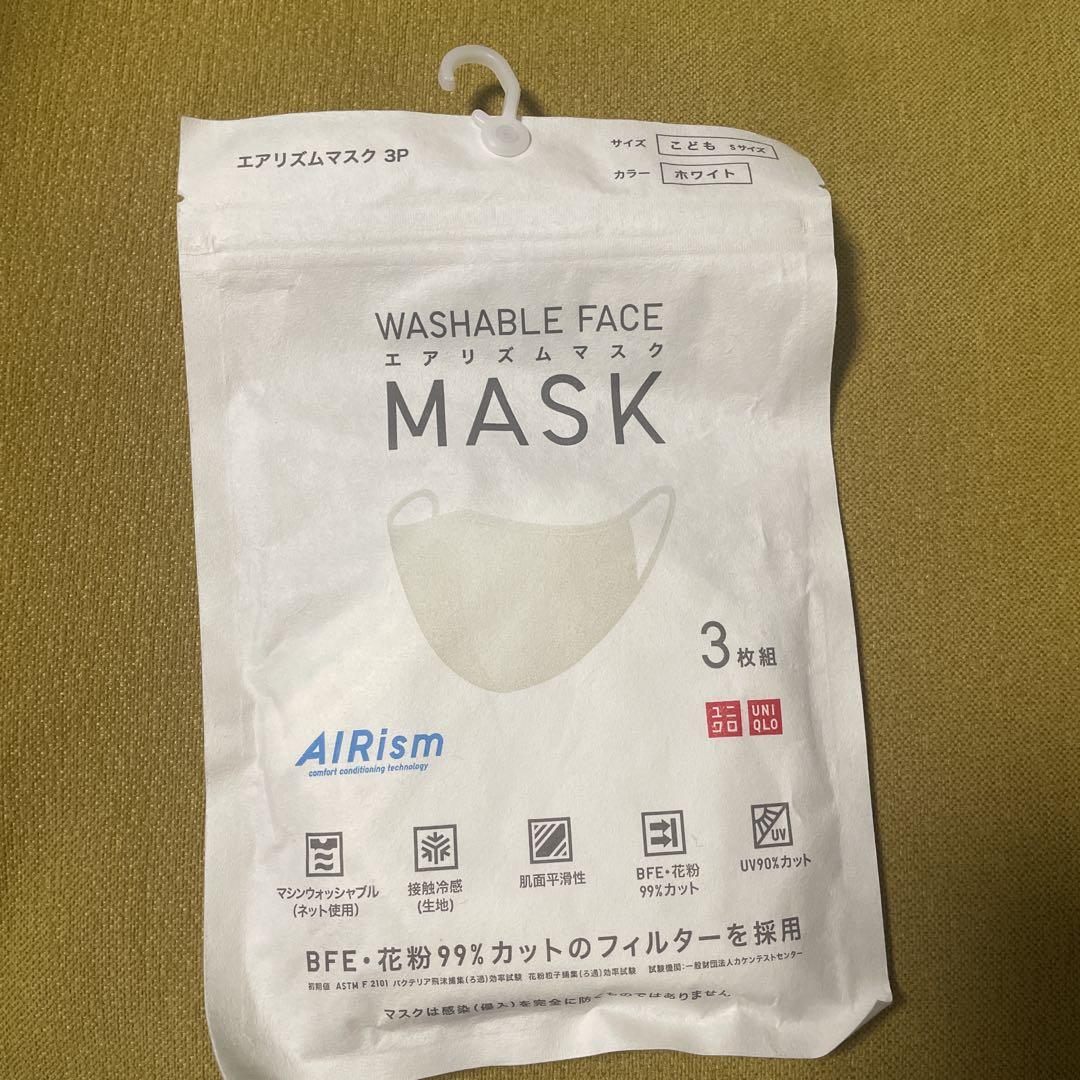 エアリズムマスク 3P
サイズ こども Sサイズ
カラー ホワイト
WASHABLE FACE
エアリズムマスク
MASK
3枚組
ユニクロ UNIQLO
AIRism
comfort conditioning technology
マシンウォッシャブル
(ネット使用)
接触冷感
(生地)
肌面平滑性
BFE・花粉
99%カット
UV
UV90%カット
BFE・花粉99%カットのフィルターを採用
初期値 ASTM F 2101 バクテリア飛沫捕集(ろ過)効率試験 花粉粒子捕集(ろ過)効率試験 試験機関:一般財団法人カケンテストセンター
マスクは感染(侵入)を完全に防ぐものではありません。